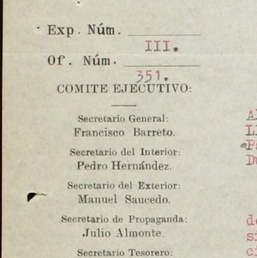 Exp. Núm.
III.
Of. Núm.
351.
COMITE EJECUTIVO:
Secretario General:
Francisco Barreto.
Secretario del Interior:
Pedro Hernández.
Secretario del Exterior:
Manuel Saucedo.
Secretario de Propaganda:
Julio Almonte.
Secretario Tesorero: